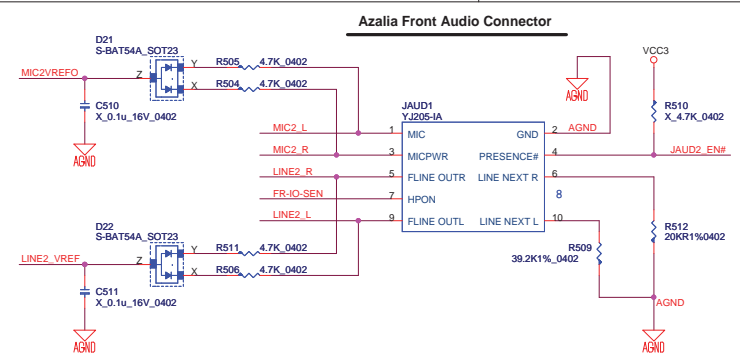 Azalia Front Audio Connector
D21
S-BAT54A_SOT23
MIC2VREFO
Z
Y
X
R505 4.7K_0402
R504 4.7K_0402
C510
X_0.1u_16V_0402
AGND
VCC3
AGND
R510
X_4.7K_0402
JAUD1
YJ205-IA
MIC2_L 1 MIC GND 2 AGND
MIC2_R 3 MICPWR PRESENCE# 4 JAUD2_EN#
LINE2_R 5 FLINE OUTR LINE NEXT R 6
FR-IO-SEN 7 HPON 8
LINE2_L 9 FLINE OUTL LINE NEXT L 10
D22
S-BAT54A_SOT23
LINE2_VREF
Z
Y
X
R511 4.7K_0402
R506 4.7K_0402
C511
X_0.1u_16V_0402
AGND
R509
39.2K1%_0402
R512
20KR1%0402
AGND
AGND